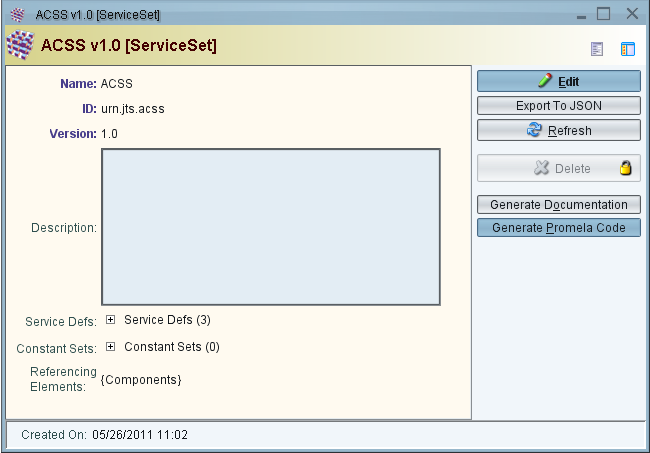 ACSS v1.0 [ServiceSet]
ACSS v1.0 [ServiceSet]
Name: ACSS
ID: urn.jts.acss
Version: 1.0
Description:
Service Defs: Service Defs (3)
Constant Sets: Constant Sets (0)
Referencing
Elements: {Components}
Edit
Export To JSON
Refresh
Delete
Generate Documentation
Generate Promela Code
Created On: 05/26/2011 11:02